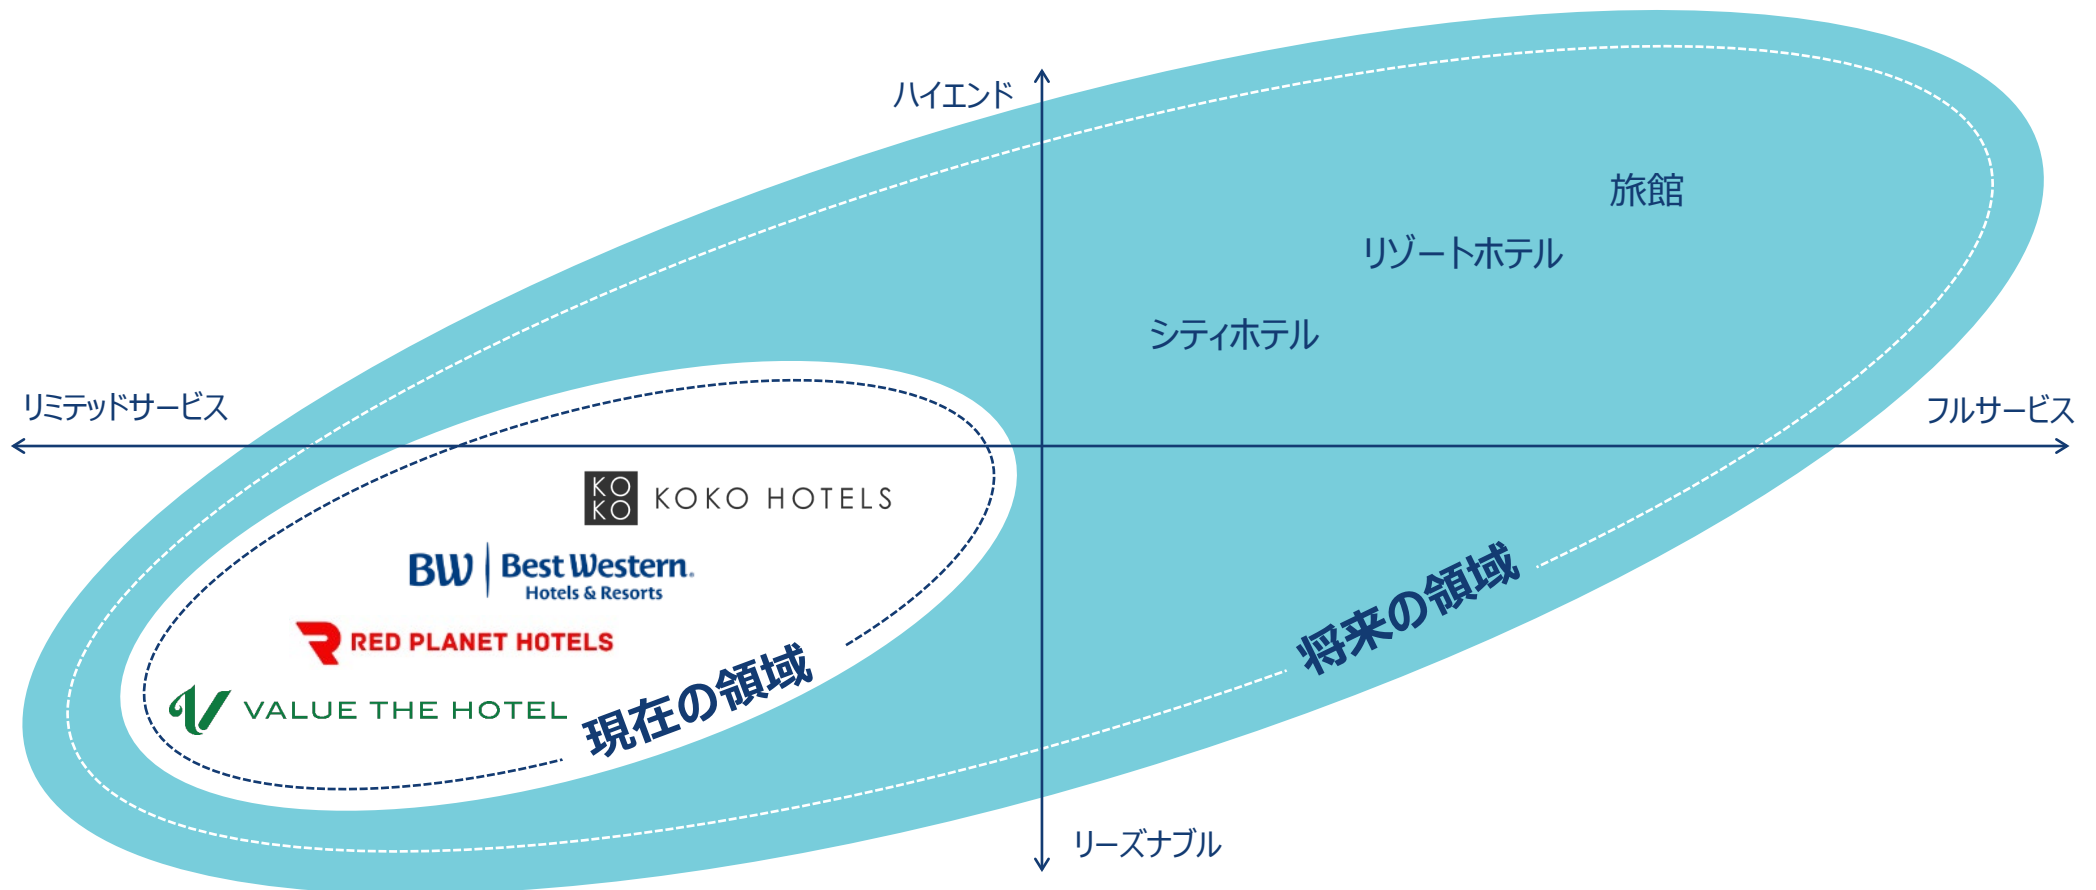 ハイエンド
旅館
リゾートホテル
シティホテル
リミテッドサービス
フルサービス
KO
KO
KOKO HOTELS
BW Best Western.
Hotels & Resorts
RED PLANET HOTELS
VALUE THE HOTEL
現在の領域
将来の領域
リーズナブル